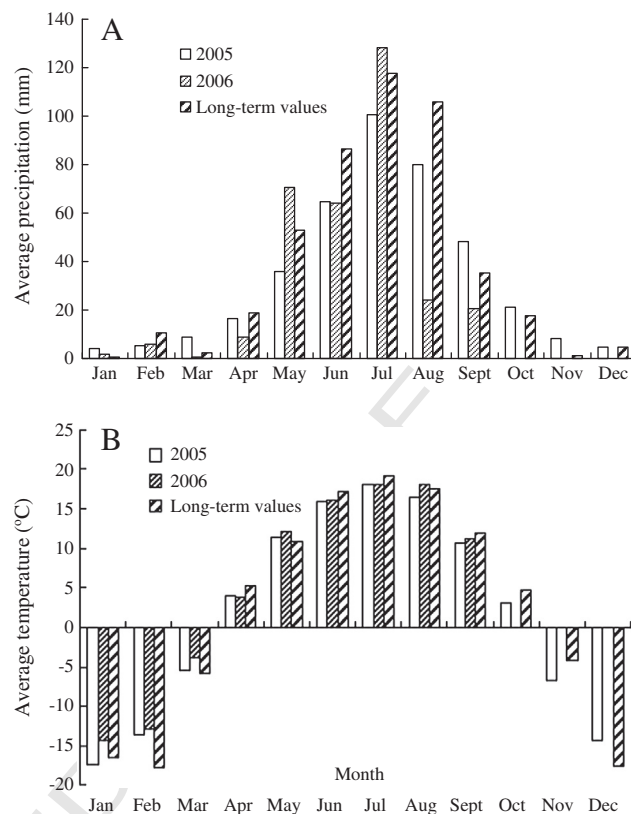 A
2005
2006
Long-term values
Average precipitation (mm)
140
120
100
80
60
40
20
0
Jan Feb Mar Apr May Jun Jul Aug Sept Oct Nov Dec
B
2005
2006
Long-term values
Average temperature (ºC)
25
20
15
10
5
0
-5
-10
-15
-20
Month
Jan Feb Mar Apr May Jun Jul Aug Sept Oct Nov Dec